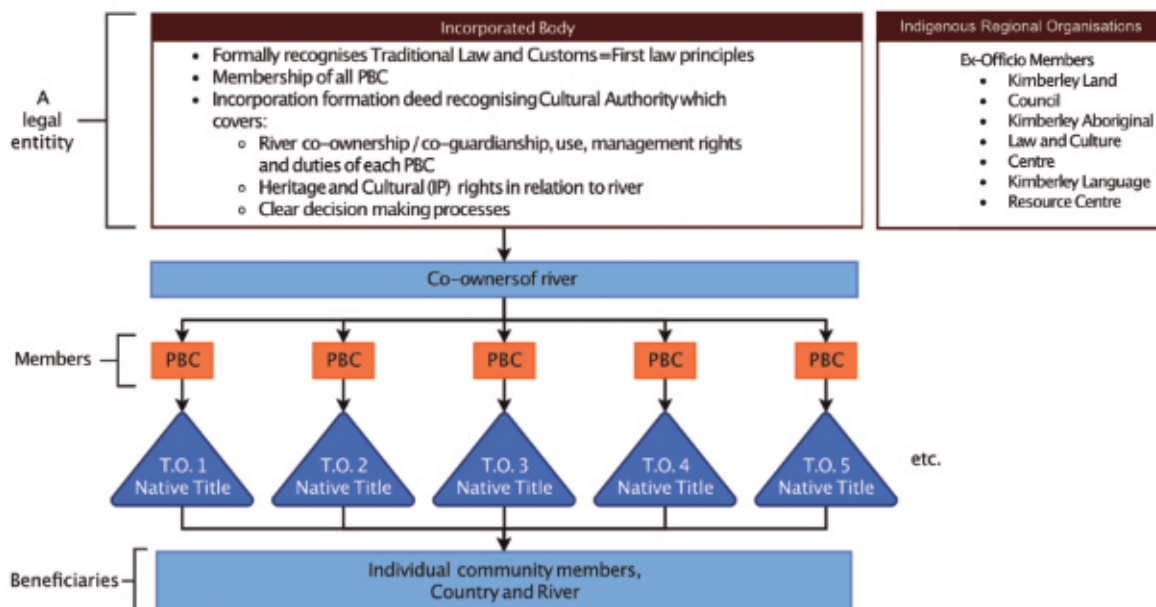 Incorporated Body
• Formally recognises Traditional Law and Customs=First law principles
• Membership of all PBC
• Incorporation formation deed recognising Cultural Authority which
covers:
○ River co-ownership / co-guardianship, use, management rights
and duties of each PBC
○ Heritage and Cultural (IP) rights in relation to river
○ Clear decision making processes
Indigenous Regional Organisations
Ex-Officio Members
• Kimberley Land
• Council
• Kimberley Aboriginal
• Law and Culture
• Centre
• Kimberley Language
• Resource Centre
A
legal
entitity
Co-ownersof river
Members
PBC
PBC
PBC
PBC
PBC
T.O. 1
Native Title
T.O. 2
Native Title
T.O. 3
Native Title
T.O. 4
Native Title
T.O. 5
Native Title
etc.
Beneficiaries
Individual community members,
Country and River